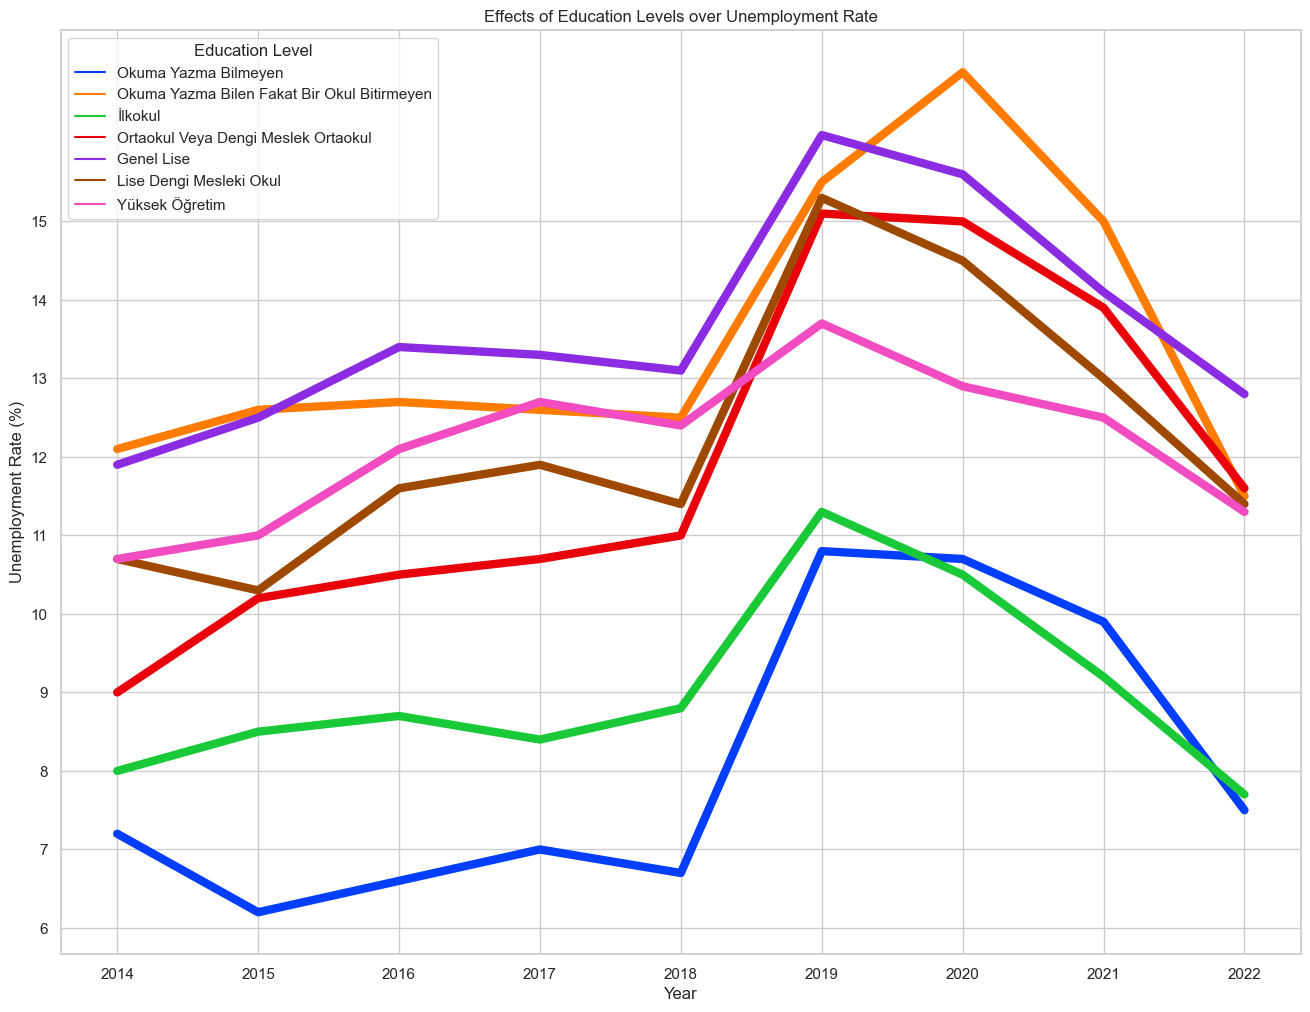 Effects of Education Levels over Unemployment Rate
Education Level
Okuma Yazma Bilmeyen
Okuma Yazma Bilen Fakat Bir Okul Bitirmeyen
İlkokul
Ortaokul Veya Dengi Meslek Ortaokul
Genel Lise
Lise Dengi Mesleki Okul
Yüksek Öğretim
Unemployment Rate (%)
15
14
13
12
11
10
9
8
7
6
2014 2015 2016 2017 2018 2019 2020 2021 2022
Year